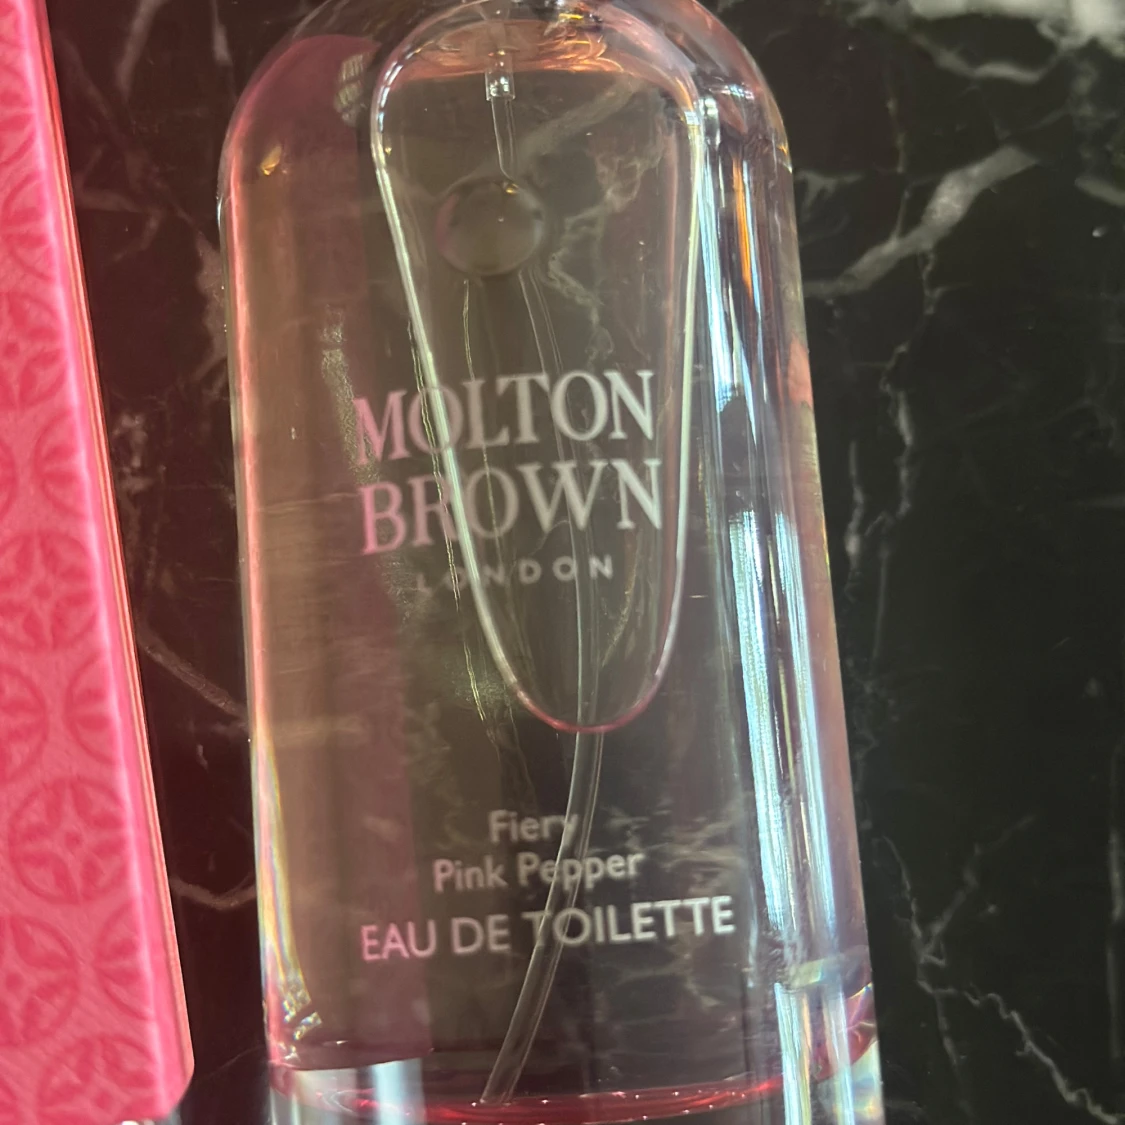 MOLTON
BROWN
LONDON
Fiery
Pink Pepper
EAU DE TOILETTE